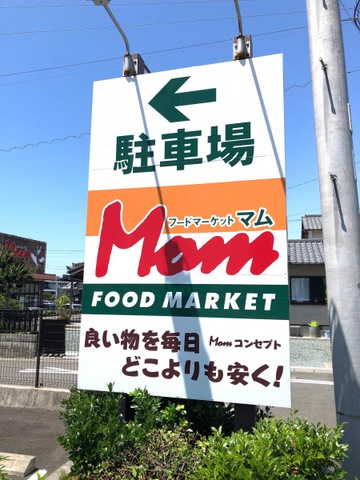 ←
駐車場
フードマーケット マム
Mom
FOOD MARKET
良い物を毎日 Mom コンセプト
どこよりも安く!